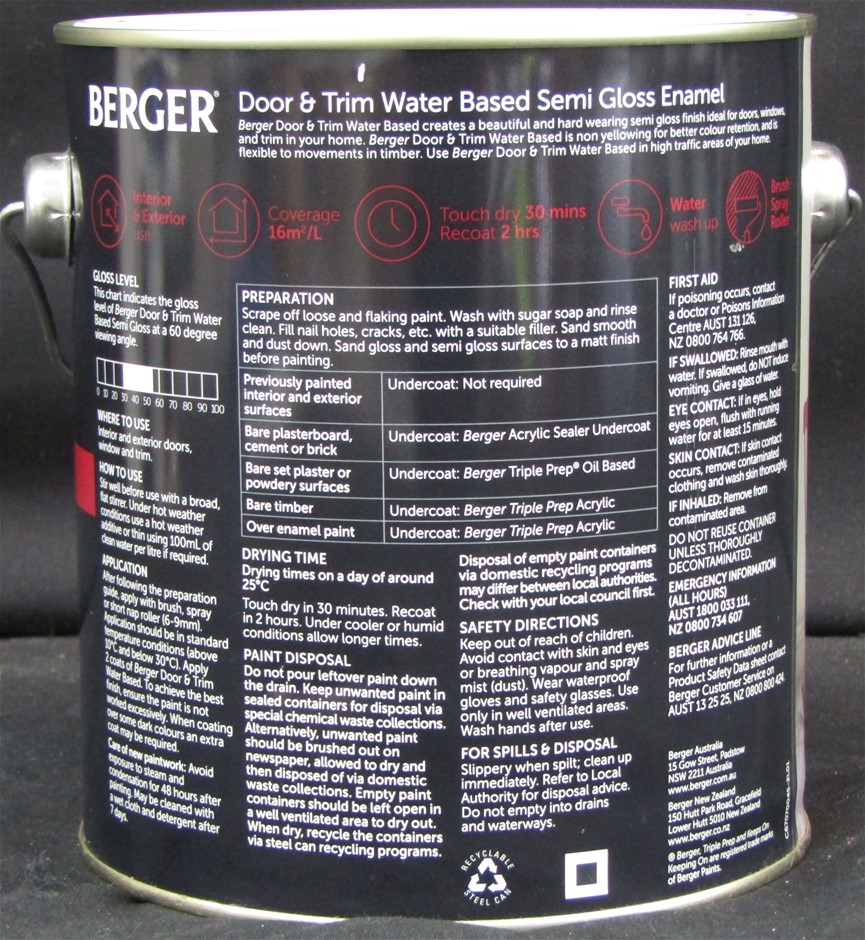 BERGER®
Door & Trim Water Based Semi Gloss Enamel
Berger Door & Trim Water Based creates a beautiful and hard wearing semi gloss finish ideal for doors, windows,
and trim in your home. Berger Door & Trim Water Based is non yellowing for better colour retention, and is
flexible to movements in timber. Use Berger Door & Trim Water Based in high traffic areas of your home.
Interior
& Exterior
use
Coverage
16m²/L
Touch dry 30 mins
Recoat 2 hrs
Water
wash up
Brush
Spray
Roller
GLOSS LEVEL
This chart indicates the gloss
level of Berger Door & Trim Water
Based Semi Gloss at a 60 degree
viewing angle.
0 10 20 30 40 50 60 70 80 90 100
WHERE TO USE
Interior and exterior doors,
window and trim.
HOW TO USE
Stir well before use with a broad,
flat stirrer. Under hot weather
conditions use a hot weather
additive or thin using 100mL of
clean water per litre if required.
APPLICATION
After following the preparation
guide, apply with brush, spray
or short nap roller (6-9mm).
Application should be in standard
temperature conditions (above
10°C and below 30°C). Apply
2 coats of Berger Door & Trim
Water Based. To achieve the best
finish, ensure the paint is not
worked excessively. When coating
over some dark colours an extra
coat may be required.
Care of new paintwork: Avoid
exposure to steam and
condensation for 48 hours after
painting. May be cleaned with
a wet cloth and detergent after
7 days.
PREPARATION
Scrape off loose and flaking paint. Wash with sugar soap and rinse
clean. Fill nail holes, cracks, etc. with a suitable filler. Sand smooth
and dust down. Sand gloss and semi gloss surfaces to a matt finish
before painting.
Previously painted
interior and exterior
surfaces
Undercoat: Not required
Bare plasterboard,
cement or brick
Undercoat: Berger Acrylic Sealer Undercoat
Bare set plaster or
powdery surfaces
Undercoat: Berger Triple Prep® Oil Based
Bare timber
Undercoat: Berger Triple Prep Acrylic
Over enamel paint
Undercoat: Berger Triple Prep Acrylic
DRYING TIME
Drying times on a day of around
25°C
Touch dry in 30 minutes. Recoat
in 2 hours. Under cooler or humid
conditions allow longer times.
PAINT DISPOSAL
Do not pour leftover paint down
the drain. Keep unwanted paint in
sealed containers for disposal via
special chemical waste collections.
Alternatively, unwanted paint
should be brushed out on
newspaper, allowed to dry and
then disposed of via domestic
waste collections. Empty paint
containers should be left open in
a well ventilated area to dry out.
When dry, recycle the containers
via steel can recycling programs.
Disposal of empty paint containers
via domestic recycling programs
may differ between local authorities.
Check with your local council first.
SAFETY DIRECTIONS
Keep out of reach of children.
Avoid contact with skin and eyes
or breathing vapour and spray
mist (dust). Wear waterproof
gloves and safety glasses. Use
only in well ventilated areas.
Wash hands after use.
FOR SPILLS & DISPOSAL
Slippery when spilt; clean up
immediately. Refer to Local
Authority for disposal advice.
Do not empty into drains
and waterways.
RECYCLABLE
STEEL CAN
FIRST AID
If poisoning occurs, contact
a doctor or Poisons Information
Centre AUST 131 126,
NZ 0800 764 766.
IF SWALLOWED: Rinse mouth with
water. If swallowed, do NOT induce
vomiting. Give a glass of water.
EYE CONTACT: If in eyes, hold
eyes open, flush with running
water for at least 15 minutes.
SKIN CONTACT: If skin contact
occurs, remove contaminated
clothing and wash skin thoroughly.
IF INHALED: Remove from
contaminated area.
DO NOT REUSE CONTAINER
UNLESS THOROUGHLY
DECONTAMINATED.
EMERGENCY INFORMATION
(ALL HOURS)
AUST 1800 033 111,
NZ 0800 734 607
BERGER ADVICE LINE
For further information or a
Product Safety Data sheet contact
Berger Customer Service on
AUST 13 25 25, NZ 0800 800 424.
Berger Australia
15 Gow Street, Padstow
NSW 2211 Australia
www.berger.com.au
Berger New Zealand
150 Hutt Park Road, Gracefield
Lower Hutt 5010 New Zealand
www.berger.co.nz
® Berger, Triple Prep and Keeps On
Keeping On are registered trade marks
of Berger Paints.